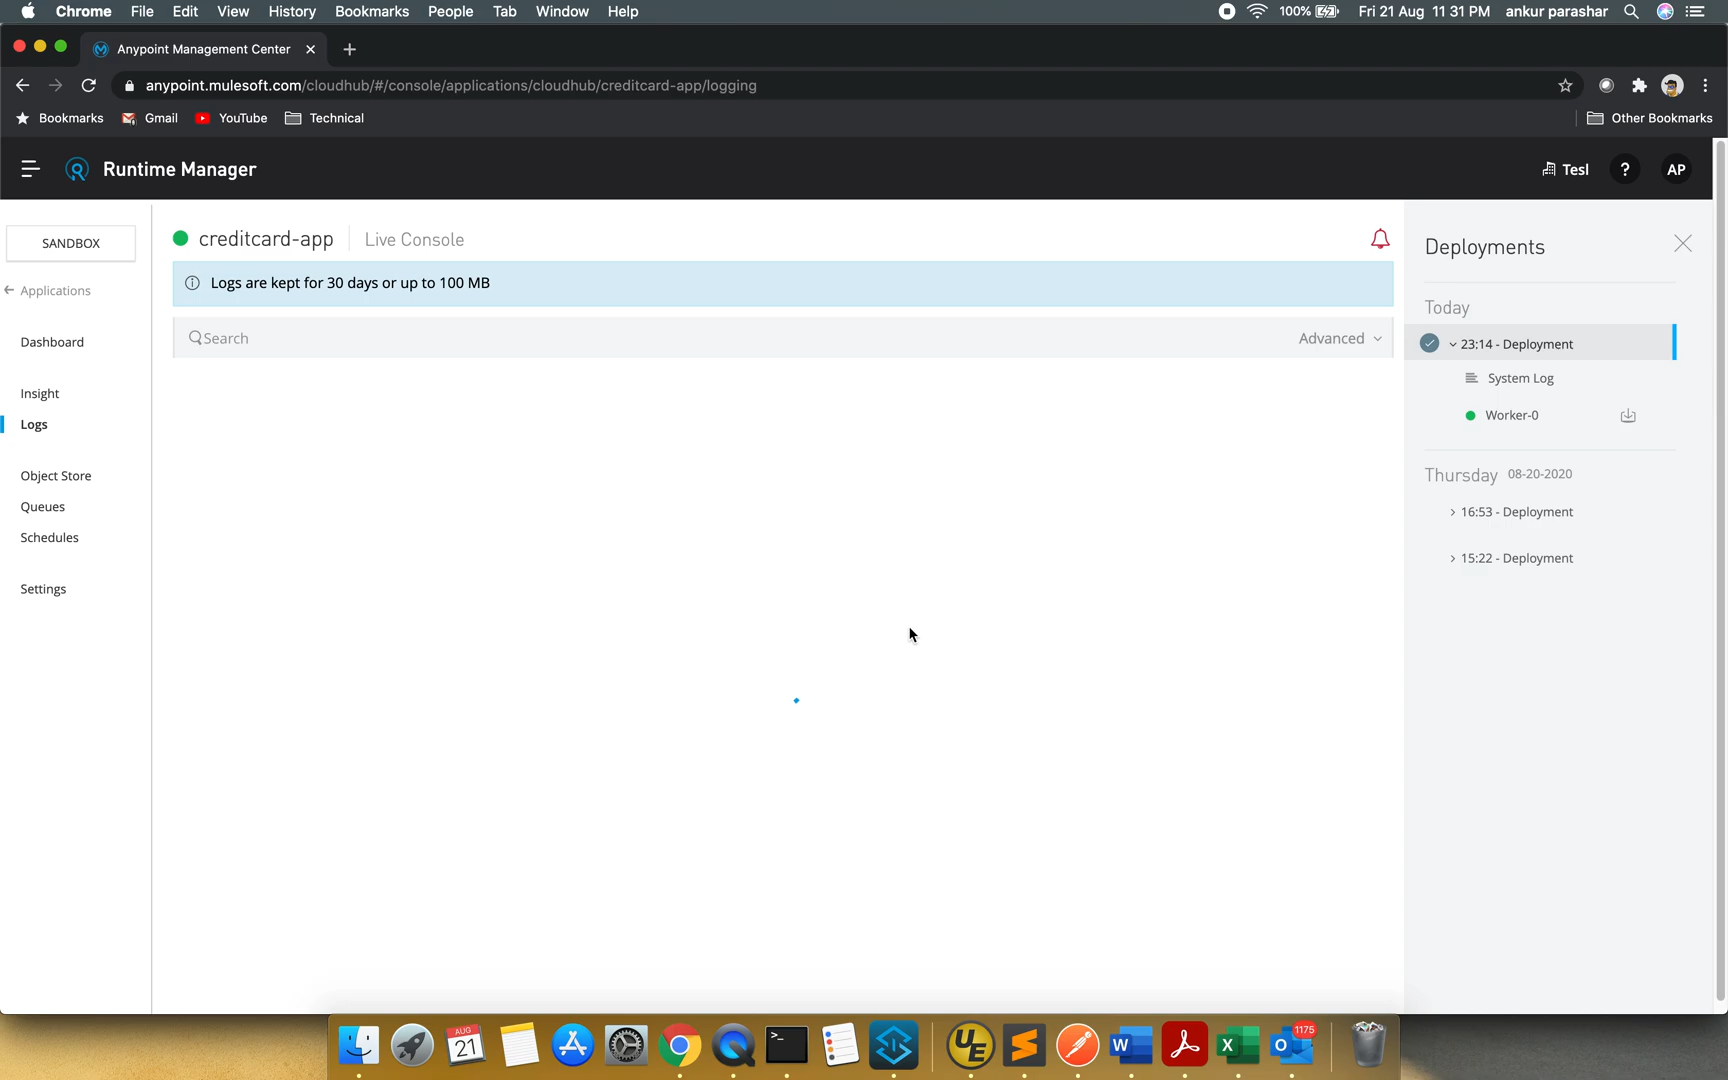 Chrome File Edit View History Bookmarks People Tab Window Help 100% Fri 21 Aug 11 31 PM ankur parashar
Anypoint Management Center
anypoint.mulesoft.com/cloudhub/#/console/applications/cloudhub/creditcard-app/logging
Bookmarks Gmail YouTube Technical Other Bookmarks
Runtime Manager Tesl ? AP
SANDBOX
Applications
Dashboard
Insight
Logs
Object Store
Queues
Schedules
Settings
creditcard-app Live Console
Logs are kept for 30 days or up to 100 MB
Search Advanced
Deployments
Today
23:14 - Deployment
System Log
Worker-0
Thursday 08-20-2020
16:53 - Deployment
15:22 - Deployment
AUG
21
>_
UE
W
X
O
1175